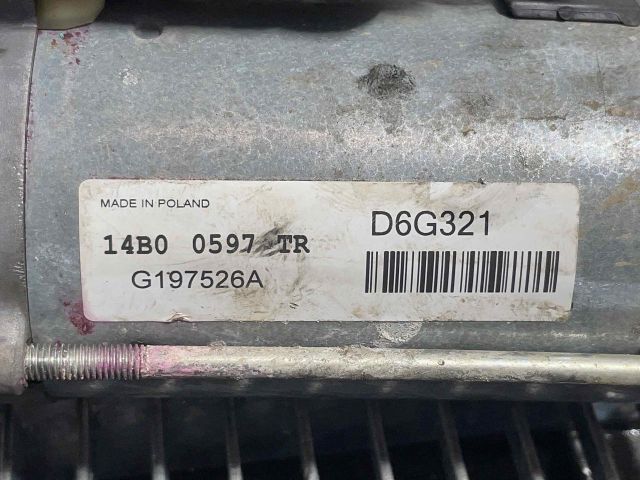 MADE IN POLAND
14B0 0597 TR
G197526A
D6G321